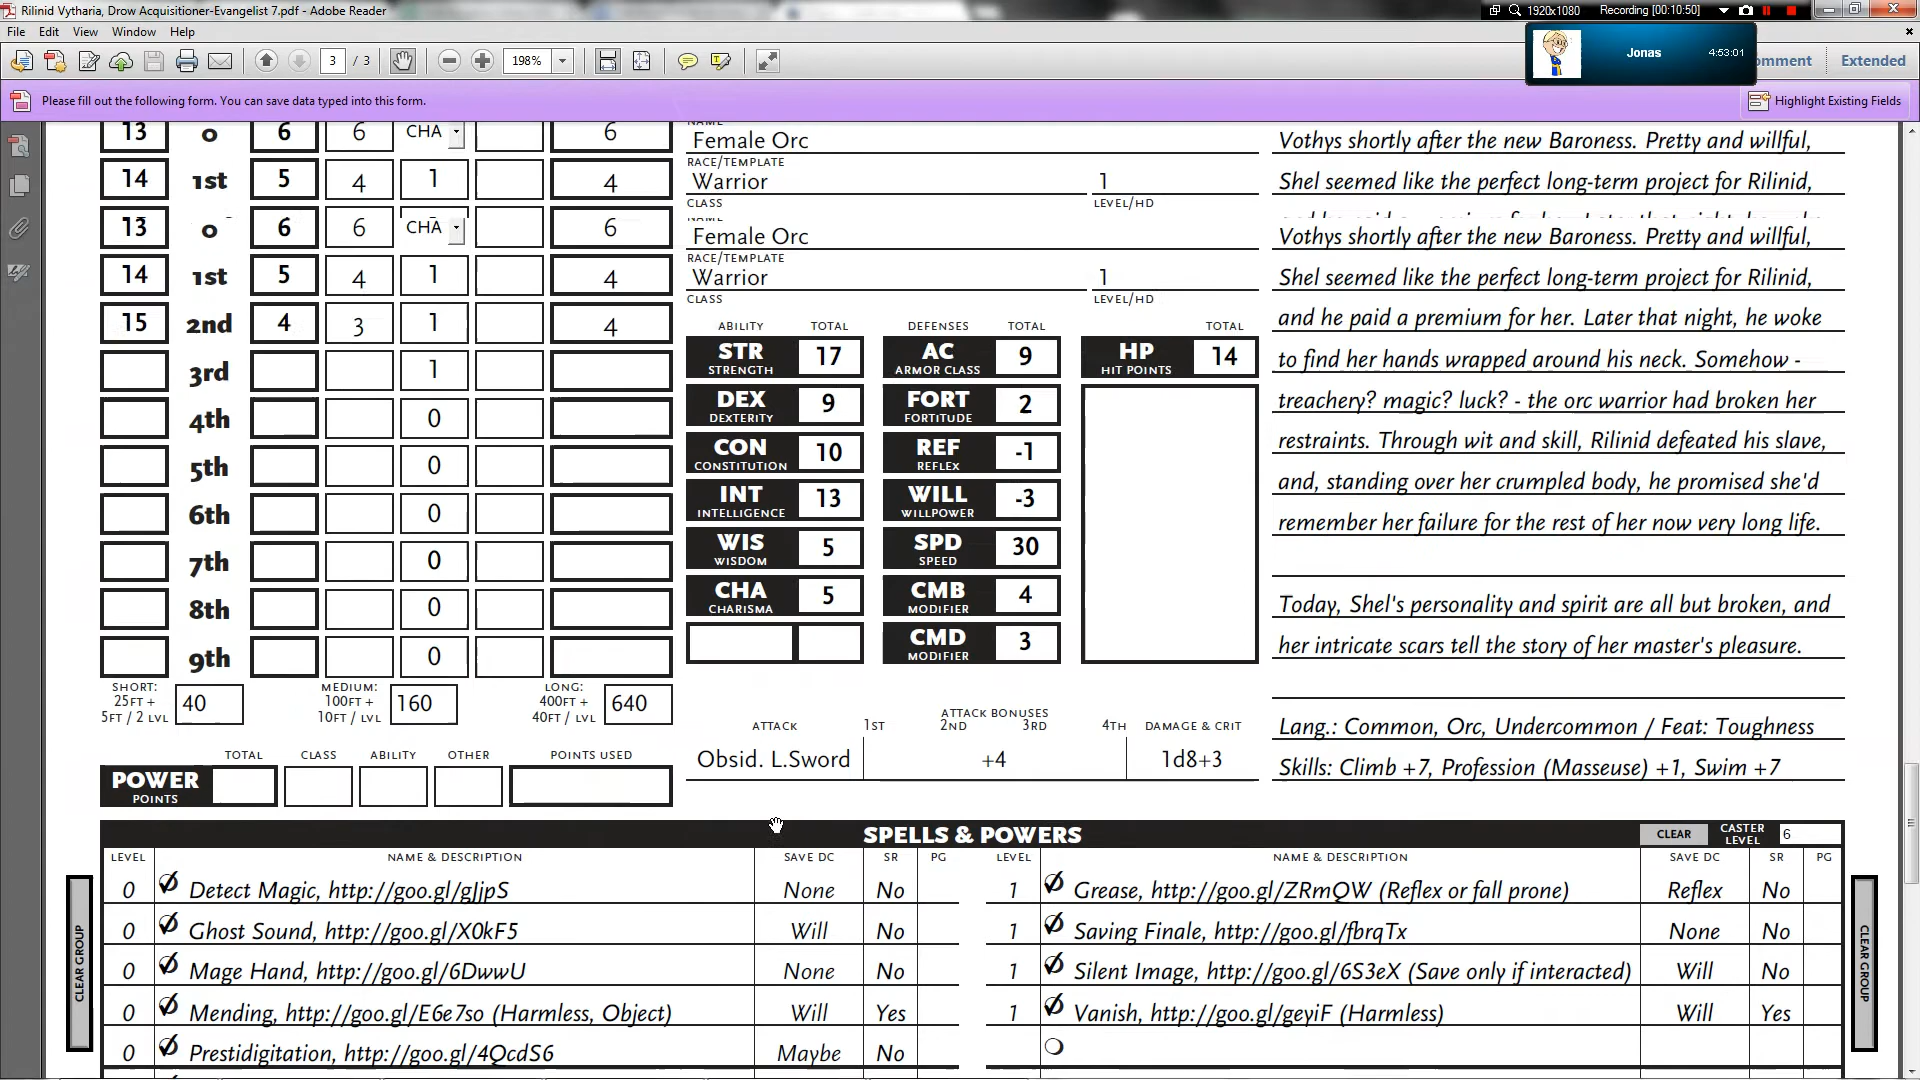 Rilinid Vytharia, Drow Acquisitioner-Evangelist 7.pdf - Adobe Reader
1920x1080
Recording [00:10:50]
File Edit View Window Help
Jonas
4:53:01
3 / 3
198%
omment
Extended
Please fill out the following form. You can save data typed into this form.
Highlight Existing Fields
13 0 6 6 CHA 6
14 1st 5 4 1 4
13 0 6 6 CHA 6
14 1st 5 4 1 4
15 2nd 4 3 1 4
3rd 1
4th 0
5th 0
6th 0
7th 0
8th 0
9th 0
SHORT:
25FT +
5FT / 2 LVL
40
MEDIUM:
100FT +
10FT / LVL
160
LONG:
400FT +
40FT / LVL
640
TOTAL CLASS ABILITY OTHER POINTS USED
POWER
POINTS
NAME
Female Orc
RACE/TEMPLATE
Warrior 1
CLASS LEVEL/HD
NAME
Female Orc
RACE/TEMPLATE
Warrior 1
CLASS LEVEL/HD
ABILITY TOTAL DEFENSES TOTAL TOTAL
STR 17 AC 9 HP 14
STRENGTH ARMOR CLASS HIT POINTS
DEX 9 FORT 2
DEXTERITY FORTITUDE
CON 10 REF -1
CONSTITUTION REFLEX
INT 13 WILL -3
INTELLIGENCE WILLPOWER
WIS 5 SPD 30
WISDOM SPEED
CHA 5 CMB 4
CHARISMA MODIFIER
CMD 3
MODIFIER
ATTACK BONUSES
ATTACK 1ST 2ND 3RD 4TH DAMAGE & CRIT
Obsid. L.Sword +4 1d8+3
Vothys shortly after the new Baroness. Pretty and willful,
Shel seemed like the perfect long-term project for Rilinid,
and he paid a premium for her. Later that night, he woke
Vothys shortly after the new Baroness. Pretty and willful,
Shel seemed like the perfect long-term project for Rilinid,
and he paid a premium for her. Later that night, he woke
to find her hands wrapped around his neck. Somehow -
treachery? magic? luck? - the orc warrior had broken her
restraints. Through wit and skill, Rilinid defeated his slave,
and, standing over her crumpled body, he promised she'd
remember her failure for the rest of her now very long life.
Today, Shel's personality and spirit are all but broken, and
her intricate scars tell the story of her master's pleasure.
Lang.: Common, Orc, Undercommon / Feat: Toughness
Skills: Climb +7, Profession (Masseuse) +1, Swim +7
SPELLS & POWERS
CLEAR
CASTER
LEVEL
6
LEVEL NAME & DESCRIPTION SAVE DC SR PG LEVEL NAME & DESCRIPTION SAVE DC SR PG
CLEAR GROUP
0 Detect Magic, http://goo.gl/gJjpS None No
0 Ghost Sound, http://goo.gl/X0kF5 Will No
0 Mage Hand, http://goo.gl/6DwwU None No
0 Mending, http://goo.gl/E6e7so (Harmless, Object) Will Yes
0 Prestidigitation, http://goo.gl/4QcdS6 Maybe No
1 Grease, http://goo.gl/ZRmQW (Reflex or fall prone) Reflex No
1 Saving Finale, http://goo.gl/fbrqTx None No
1 Silent Image, http://goo.gl/6S3eX (Save only if interacted) Will No
1 Vanish, http://goo.gl/geyiF (Harmless) Will Yes
CLEAR GROUP